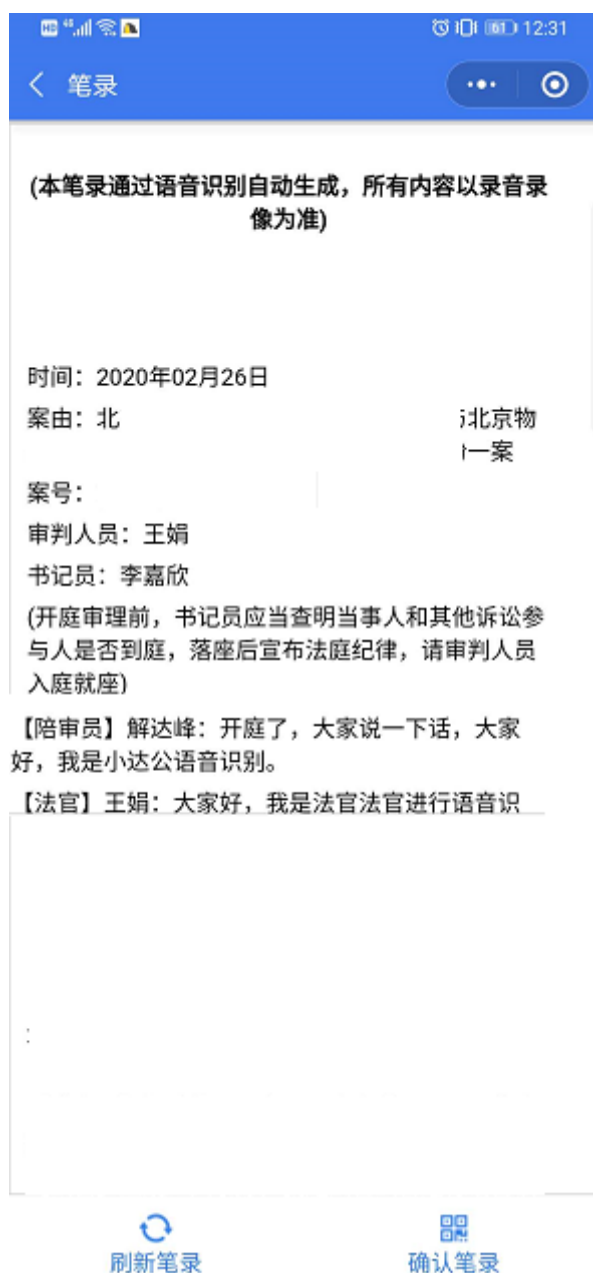 12:31
笔录
(本笔录通过语音识别自动生成，所有内容以录音录
像为准)
时间：2020年02月26日
案由：北
北京物
一案
案号：
审判人员：王娟
书记员：李嘉欣
(开庭审理前，书记员应当查明当事人和其他诉讼参
与人是否到庭，落座后宣布法庭纪律，请审判人员
入庭就座)
【陪审员】解达峰：开庭了，大家说一下话，大家
好，我是小达公语音识别。
【法官】王娟：大家好，我是法官法官进行语音识
刷新笔录
确认笔录